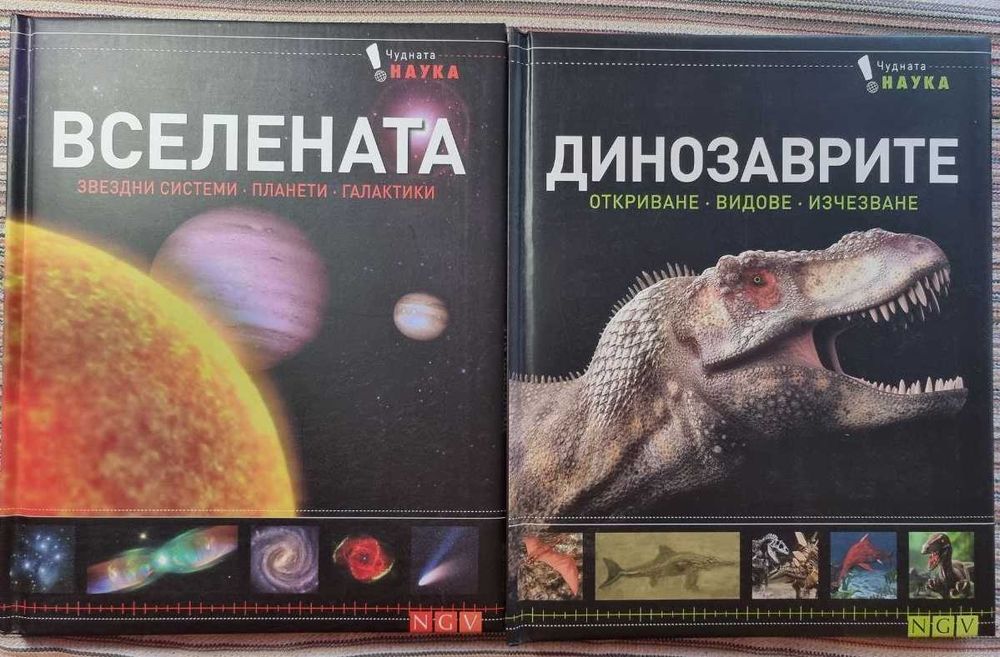 Чудната
НАУКА
ВСЕЛЕНАТА
ЗВЕЗДНИ СИСТЕМИ · ПЛАНЕТИ · ГАЛАКТИКИ
NGV
Чудната
НАУКА
ДИНОЗАВРИТЕ
ОТКРИВАНЕ · ВИДОВЕ · ИЗЧЕЗВАНЕ
NGV